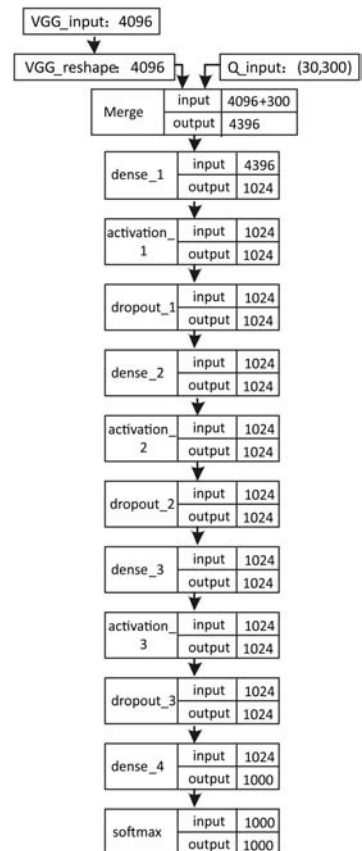 VGG_input: 4096
VGG_reshape: 4096
Q_input: (30,300)
Merge
input 4096+300
output 4396
dense_1
input 4396
output 1024
activation_
1
input 1024
output 1024
dropout_1
input 1024
output 1024
dense_2
input 1024
output 1024
activation_
2
input 1024
output 1024
dropout_2
input 1024
output 1024
dense_3
input 1024
output 1024
activation_
3
input 1024
output 1024
dropout_3
input 1024
output 1024
dense_4
input 1024
output 1000
softmax
input 1000
output 1000